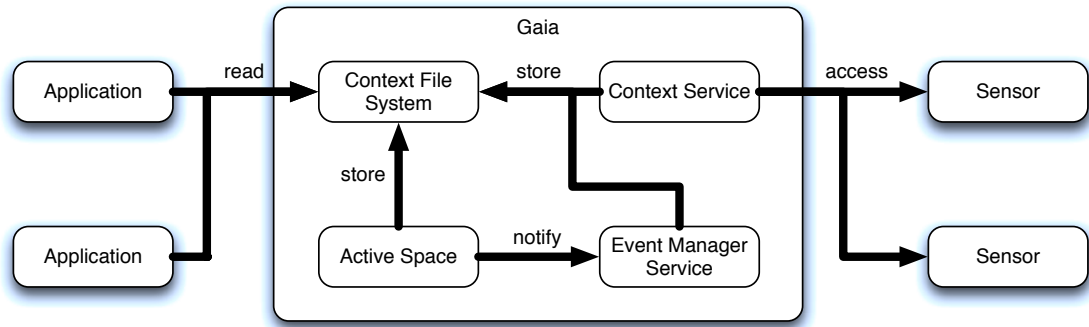 Gaia
Application
read
Context File
System
store
Context Service
access
Sensor
store
Application
Active Space
notify
Event Manager
Service
Sensor